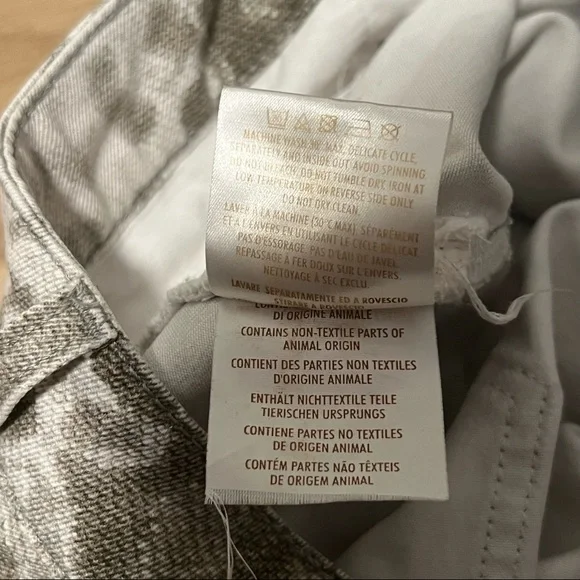 MACHINE WASH 30° MAX. DELICATE CYCLE,
SEPARATELY AND INSIDE OUT. AVOID SPINNING
DO NOT BLEACH. DO NOT TUMBLE DRY. IRON AT
LOW TEMPERATURE ON REVERSE SIDE ONLY.
DO NOT DRY CLEAN.
LAVER À LA MACHINE (30°C MAX), SÉPARÉMENT
ET À L'ENVERS EN UTILISANT LE CYCLE DÉLICAT.
PAS D'ESSORAGE. PAS D'EAU DE JAVEL.
REPASSAGE À FER DOUX SUR L'ENVERS.
NETTOYAGE À SEC EXCLU.
LAVARE SEPARATAMENTE ED A ROVESCIO
DI ORIGINE ANIMALE
CONTAINS NON-TEXTILE PARTS OF
ANIMAL ORIGIN
CONTIENT DES PARTIES NON TEXTILES
D'ORIGINE ANIMALE
ENTHÄLT NICHTTEXTILE TEILE
TIERISCHEN URSPRUNGS
CONTIENE PARTES NO TEXTILES
DE ORIGEN ANIMAL
CONTÉM PARTES NÃO TÊXTEIS
DE ORIGEM ANIMAL